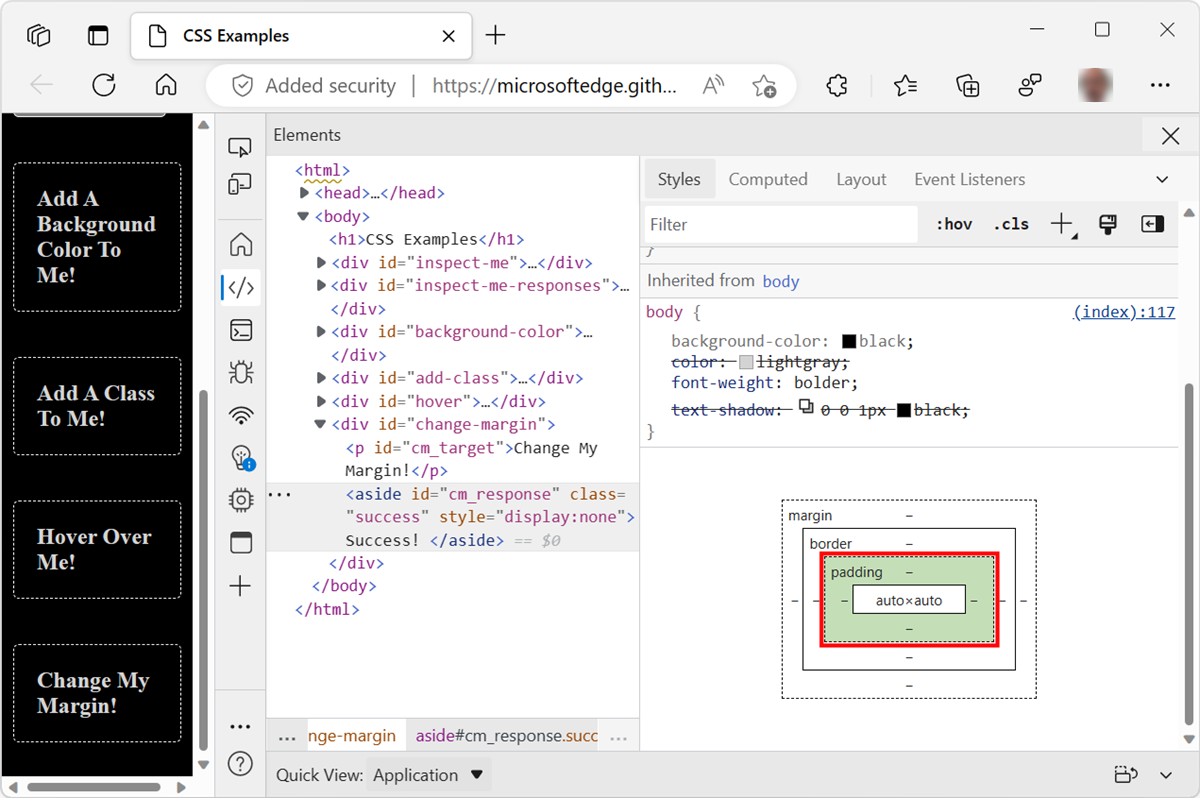 CSS Examples
Added security | https://microsoftedge.gith...
Add A
Background
Color To
Me!
Add A Class
To Me!
Hover Over
Me!
Change My
Margin!
Elements
<html>
<head>…</head>
<body>
<h1>CSS Examples</h1>
<div id="inspect-me">…</div>
<div id="inspect-me-responses">…
</div>
<div id="background-color">…
</div>
<div id="add-class">…</div>
<div id="hover">…</div>
<div id="change-margin">
<p id="cm_target">Change My
Margin!</p>
<aside id="cm_response" class=
"success" style="display:none">
Success! </aside> == $0
</div>
</body>
</html>
... nge-margin aside#cm_response.succ ...
Styles Computed Layout Event Listeners
Filter :hov .cls
}
Inherited from body
body { (index):117
background-color: black;
color: lightgray;
font-weight: bolder;
text-shadow: 0 0 1px black;
}
margin –
border –
padding –
– – – auto×auto – – –
–
–
–
Quick View: Application